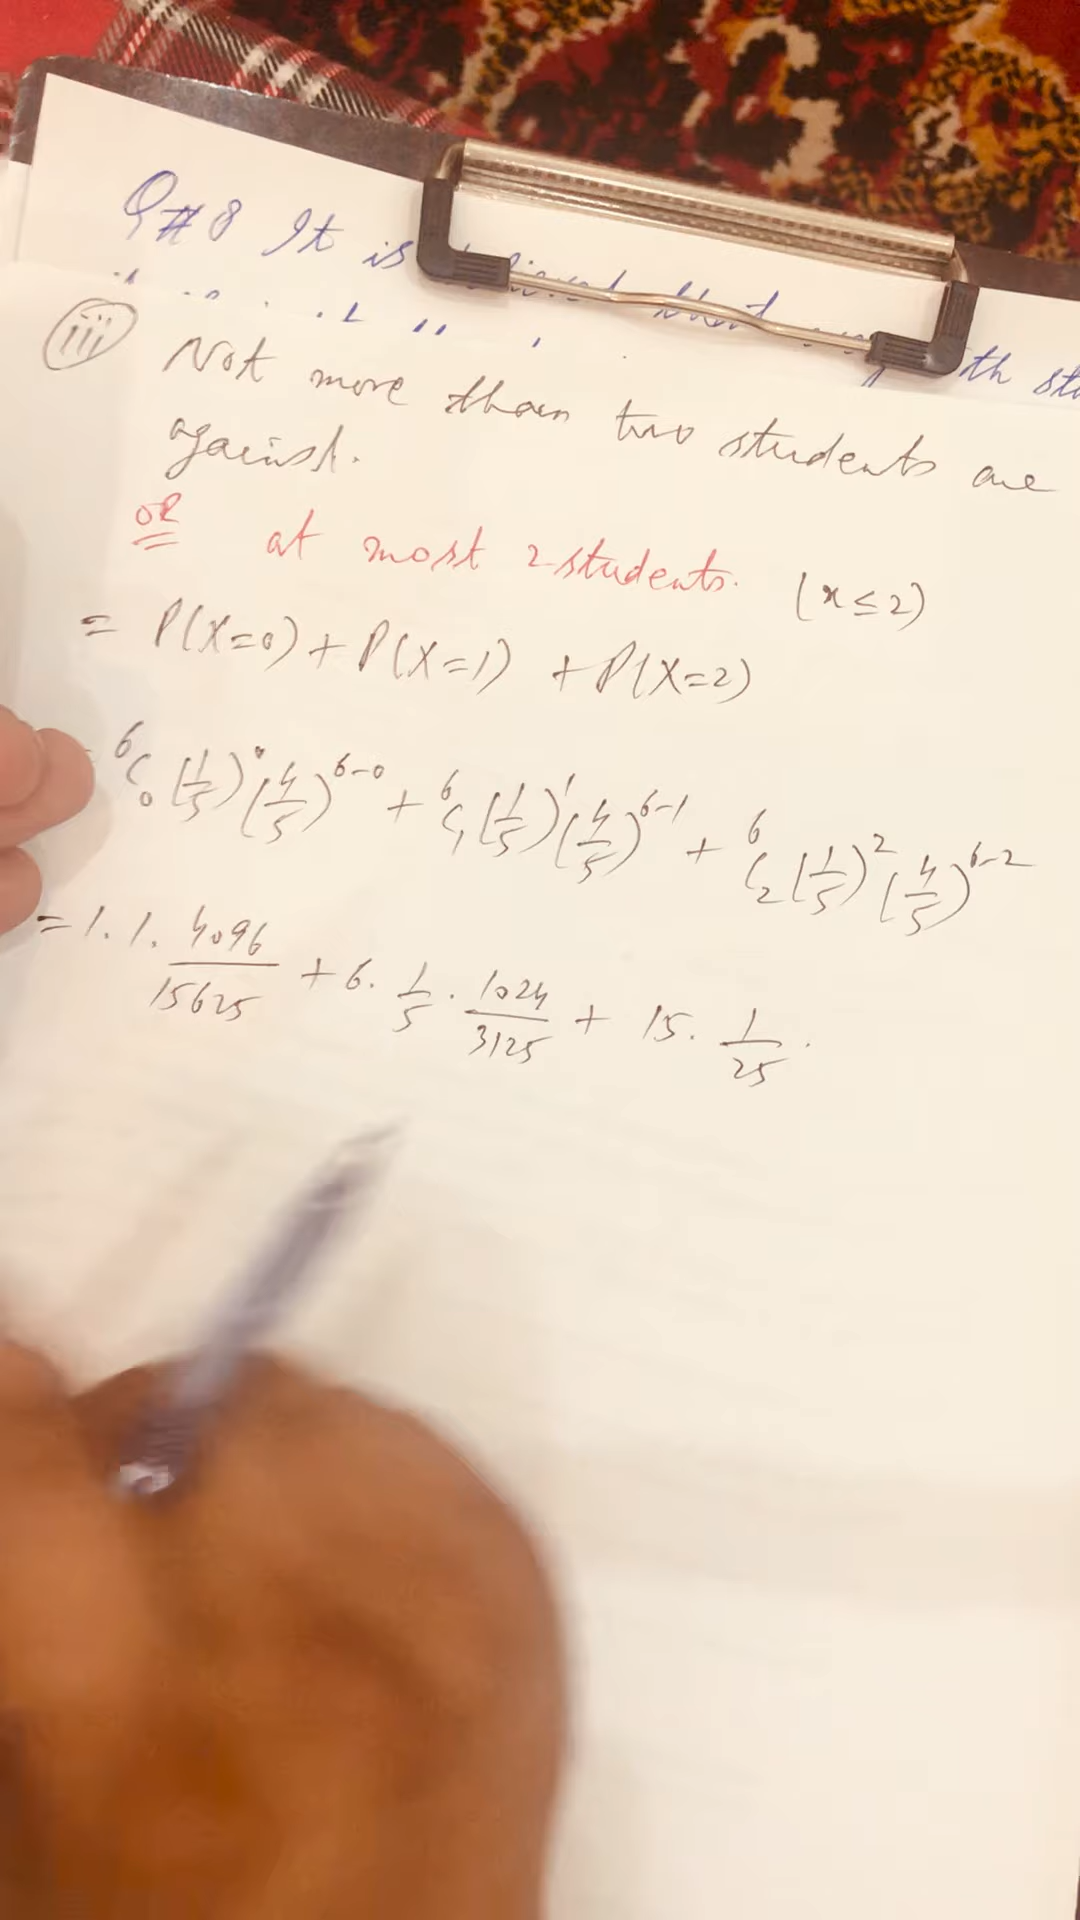 Q#8 It is that th
iii Not more than two students are
against.
OR at most 2 students. (x≤2)
= P(X=0) + P(X=1) + P(X=2)
⁶C₀(1/5)⁰(4/5)⁶⁻⁰ + ⁶C₁(1/5)¹(4/5)⁶⁻¹ + ⁶C₂(1/5)²(4/5)⁶⁻²
= 1.1. 4096/15625 + 6. 1/5 . 1024/3125 + 15. 1/25 .